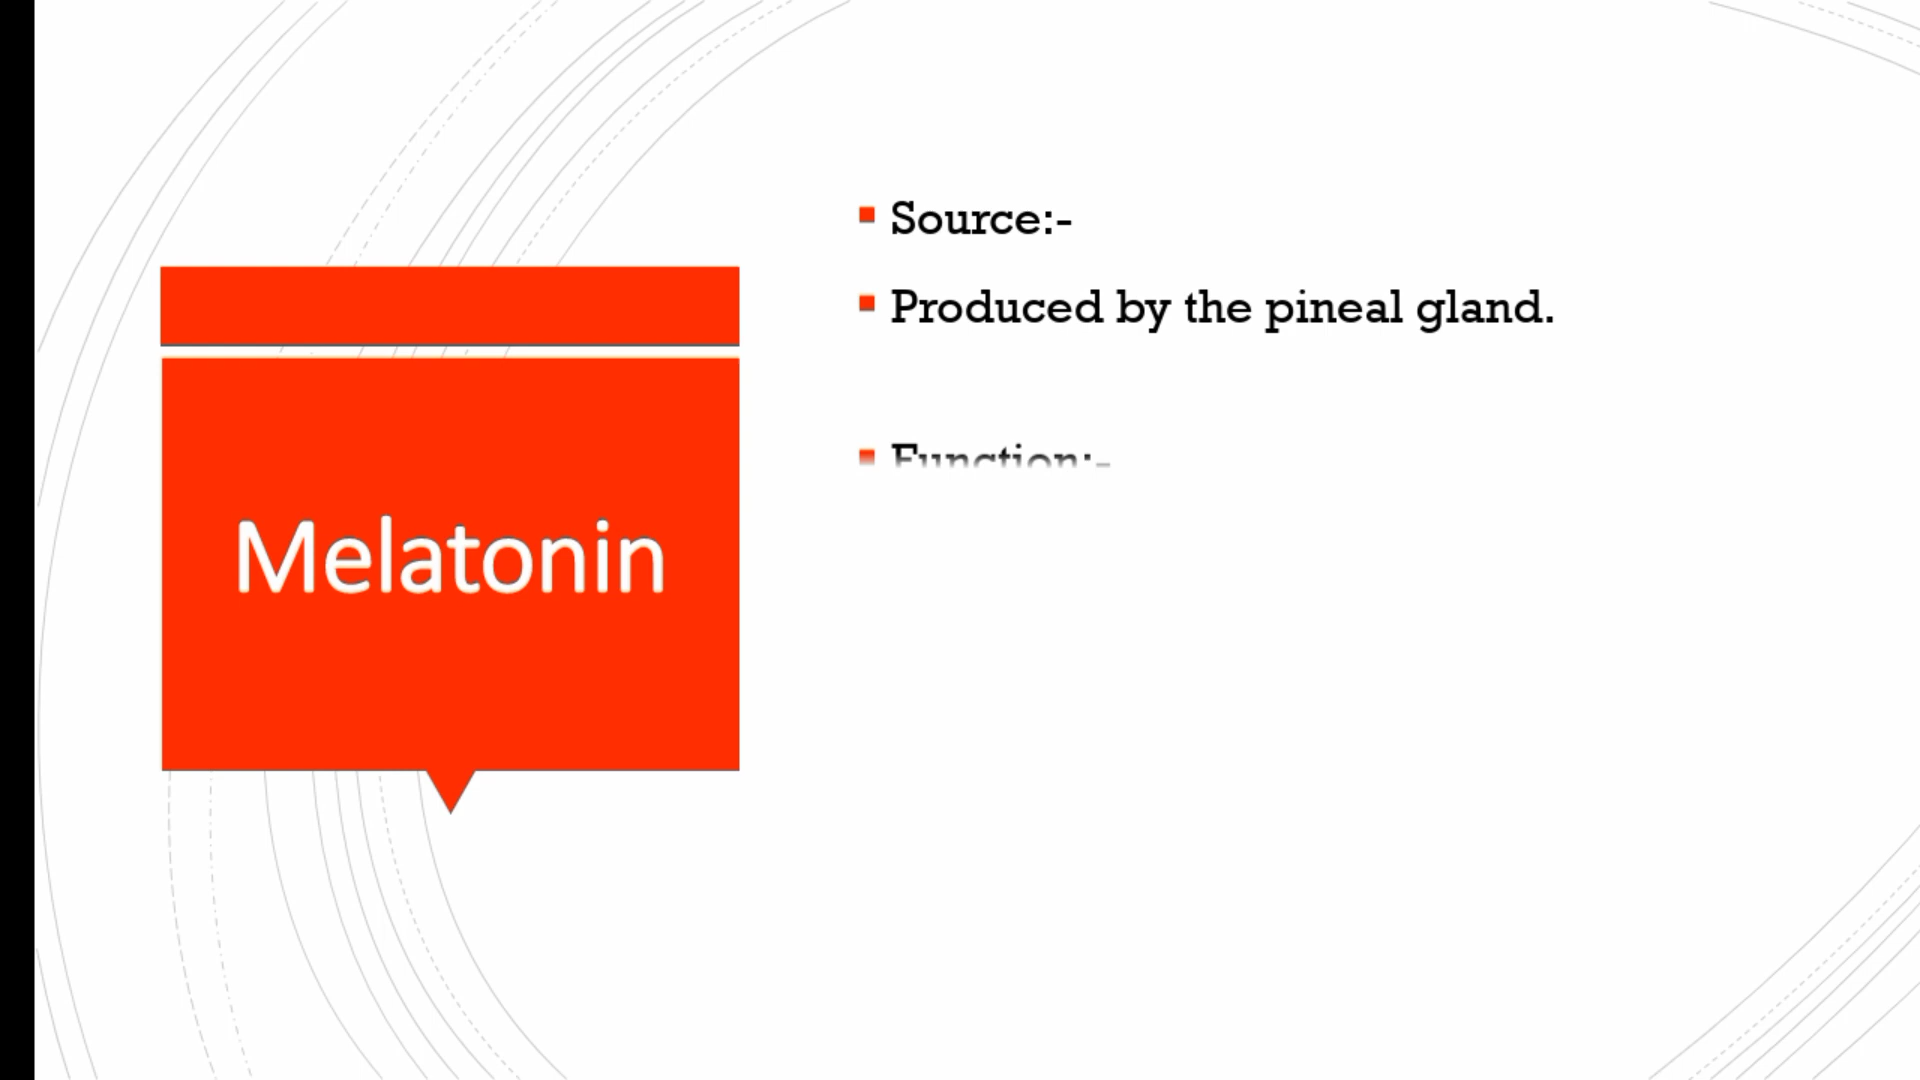 Melatonin
Source:-
Produced by the pineal gland.
Function:-